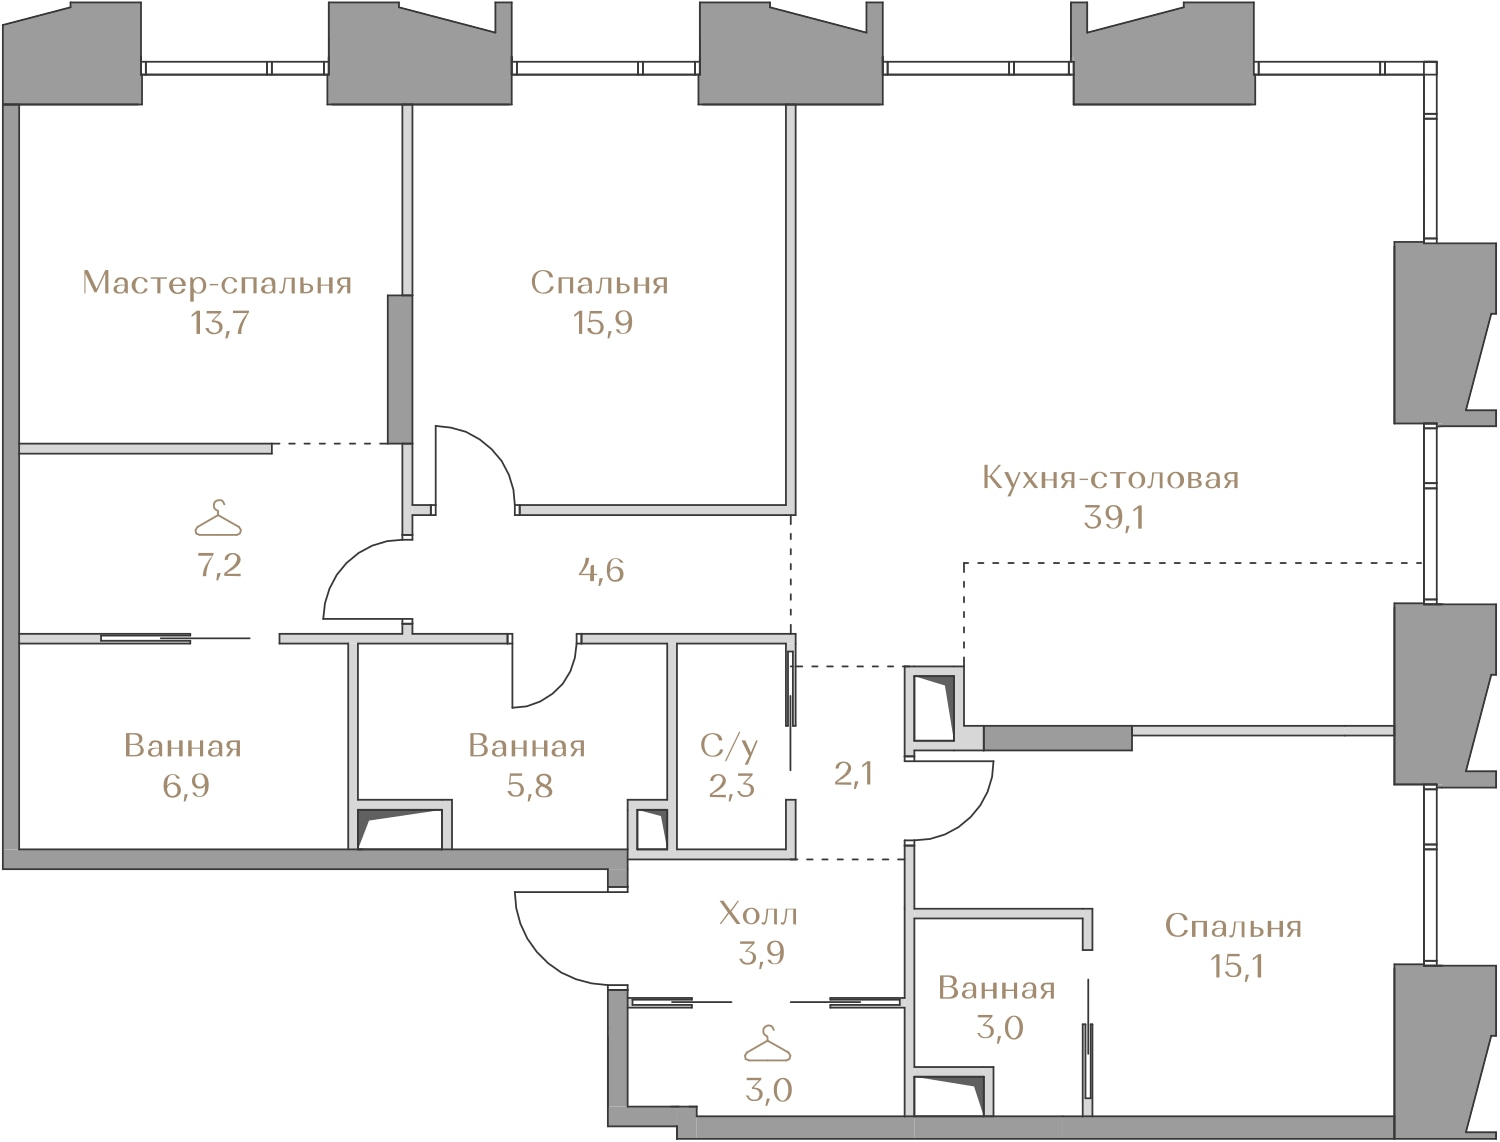 Мастер-спальня
13,7
Спальня
15,9
Кухня-столовая
39,1
7,2
4,6
Ванная
6,9
Ванная
5,8
С/у
2,3
2,1
Холл
3,9
Спальня
15,1
Ванная
3,0
3,0